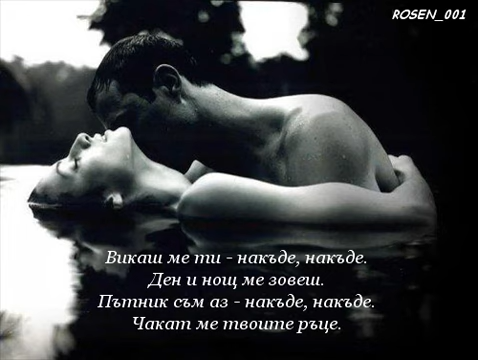 ROSEN_001
Викаш ме ти - накъде, накъде.
Ден и нощ ме зовеш.
Пътник съм аз - накъде, накъде.
Чакат ме твоите ръце.